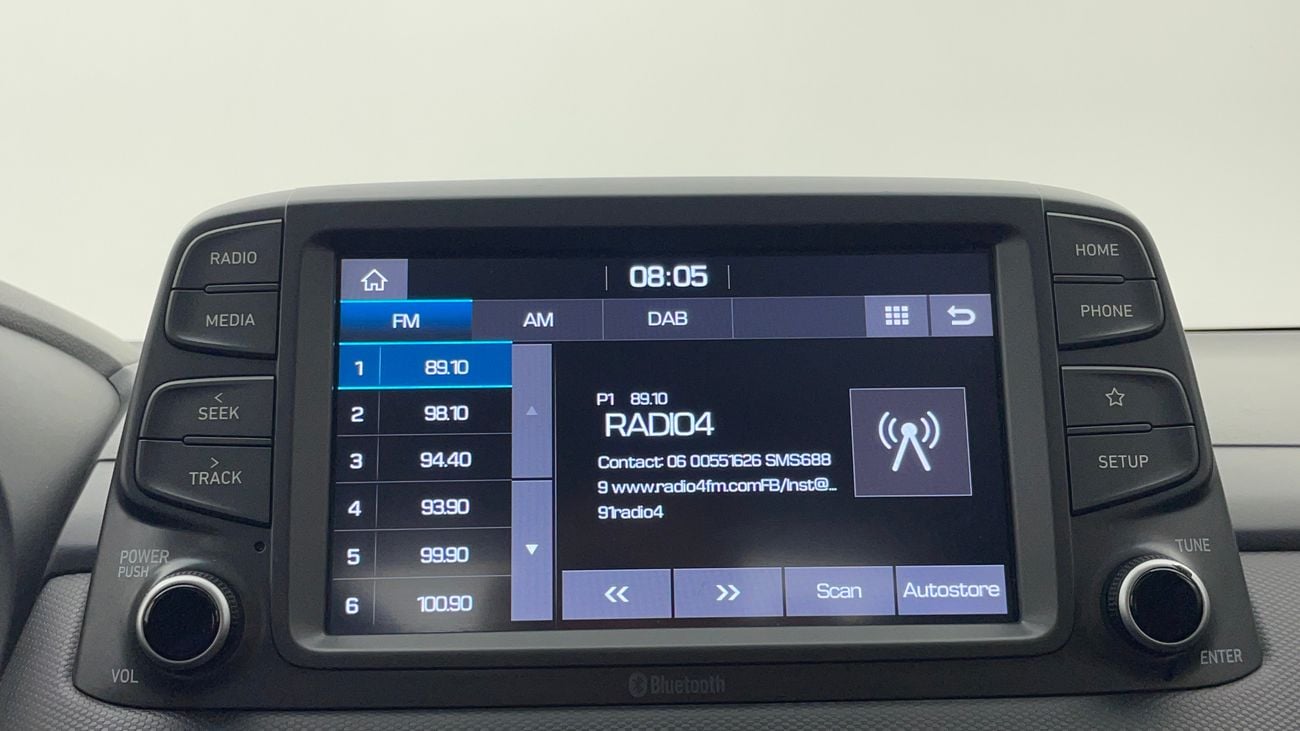 RADIO
MEDIA
< SEEK
> TRACK
POWER
PUSH
VOL
08:05
FM AM DAB
1 89.10
2 98.10
3 94.40
4 93.90
5 99.90
6 100.90
P1 89.10
RADIO4
Contact: 06 00551626 SMS:688
9 www.radio4fm.comFB/Inst@...
91radio4
<< >> Scan Autostore
Bluetooth
HOME
PHONE
SETUP
TUNE
ENTER